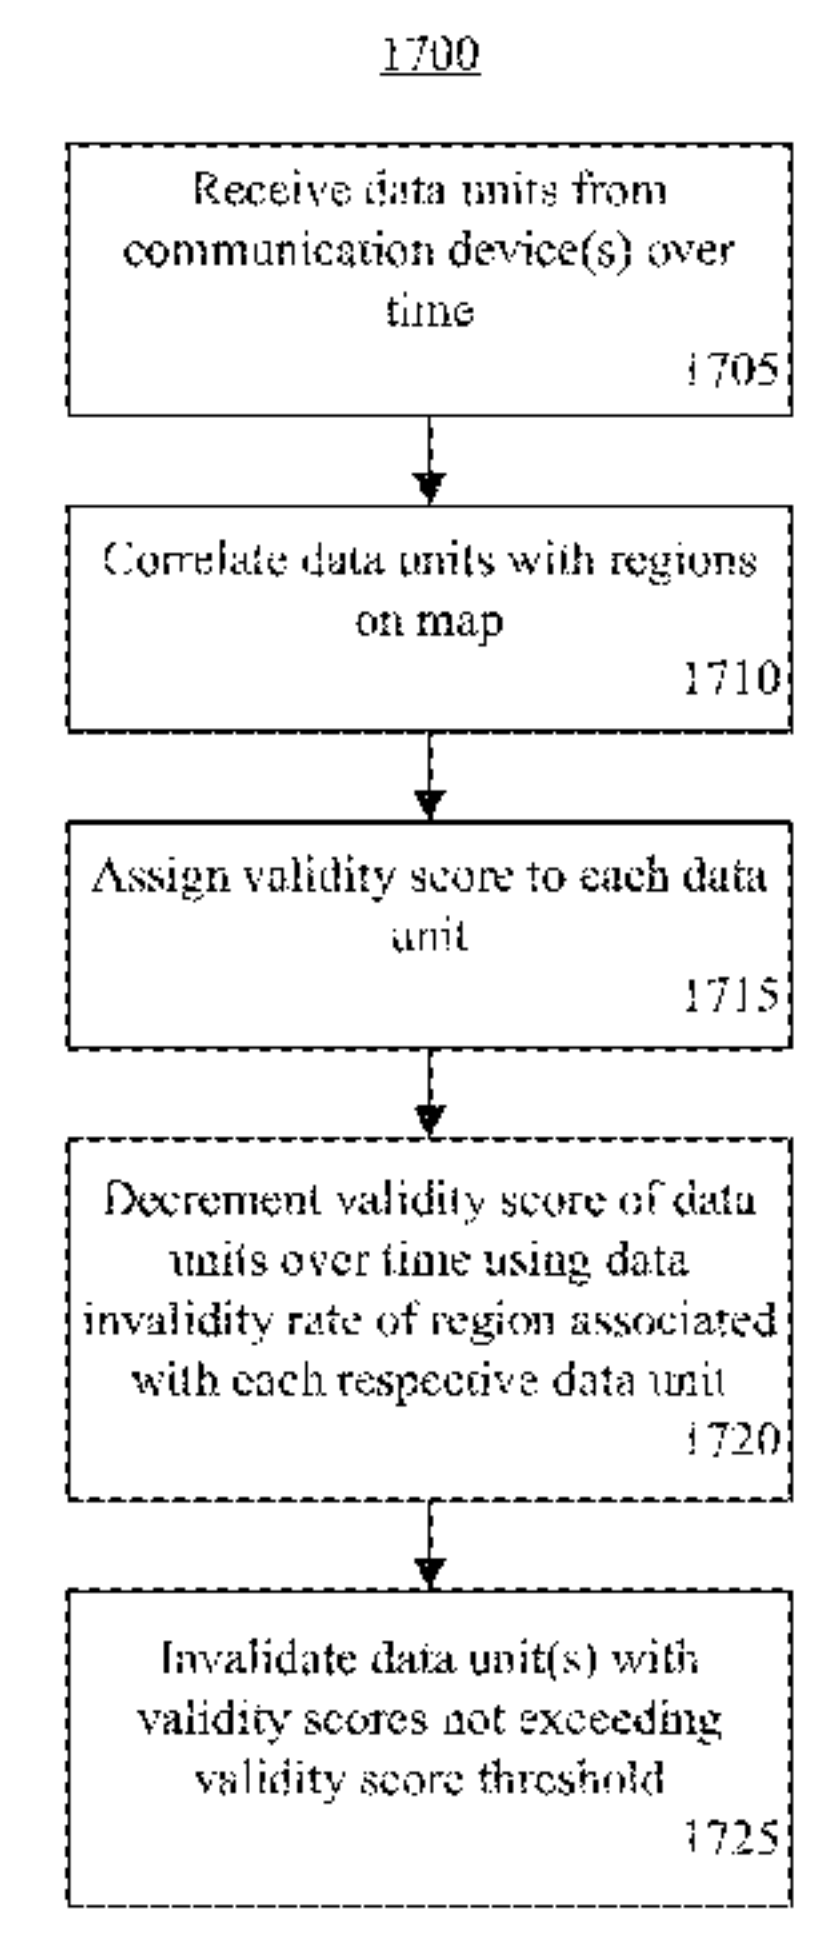 1700
Receive data units from
communication device(s) over
time
1705
Correlate data units with regions
on map
1710
Assign validity score to each data
unit
1715
Decrement validity score of data
units over time using data
invalidity rate of region associated
with each respective data unit
1720
Invalidate data unit(s) with
validity scores not exceeding
validity score threshold
1725